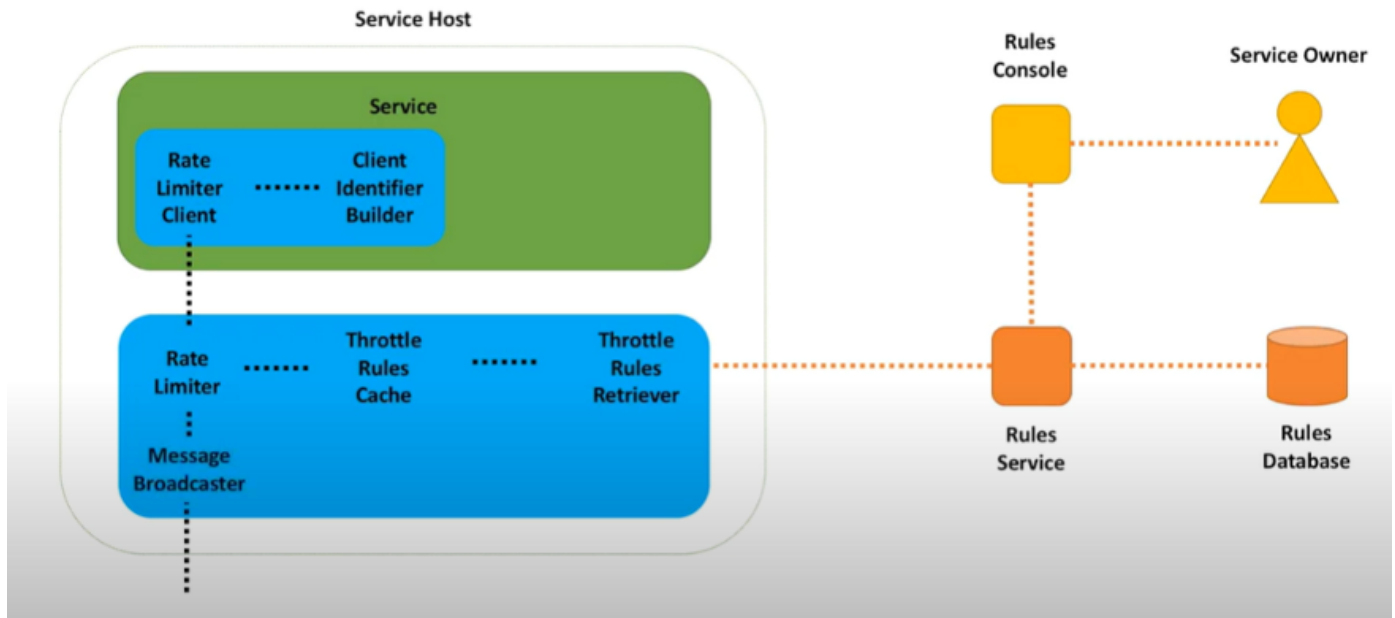 Service Host
Rules
Console
Service Owner
Service
Rate
Limiter
Client
Client
Identifier
Builder
Rate
Limiter
Throttle
Rules
Cache
Throttle
Rules
Retriever
Message
Broadcaster
Rules
Service
Rules
Database